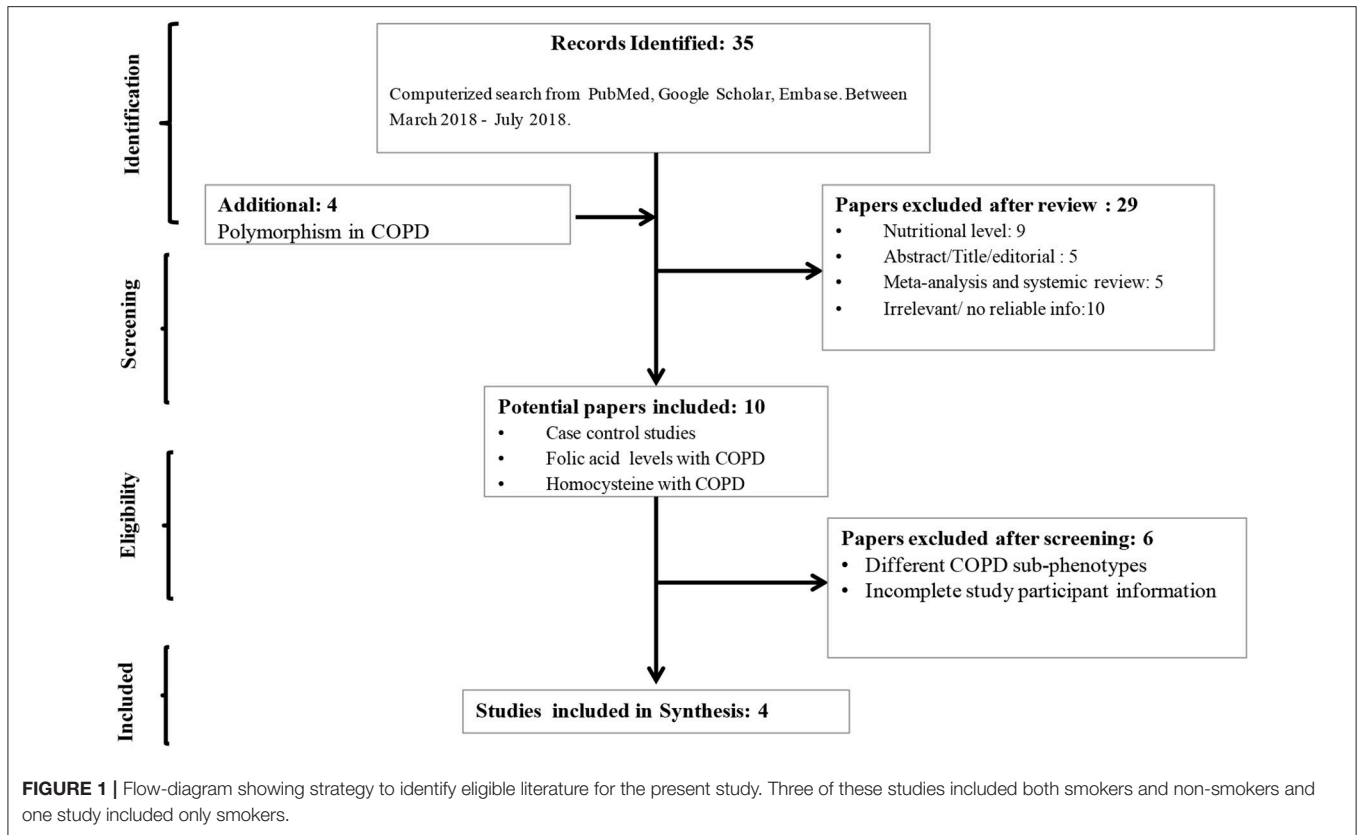 Identification
Records Identified: 35
Computerized search from PubMed, Google Scholar, Embase. Between
March 2018 - July 2018.
Additional: 4
Polymorphism in COPD
Papers excluded after review : 29
• Nutritional level: 9
• Abstract/Title/editorial : 5
• Meta-analysis and systemic review: 5
• Irrelevant/ no reliable info:10
Screening
Potential papers included: 10
• Case control studies
• Folic acid levels with COPD
• Homocysteine with COPD
Eligibility
Papers excluded after screening: 6
• Different COPD sub-phenotypes
• Incomplete study participant information
Included
Studies included in Synthesis: 4
FIGURE 1 | Flow-diagram showing strategy to identify eligible literature for the present study. Three of these studies included both smokers and non-smokers and
one study included only smokers.